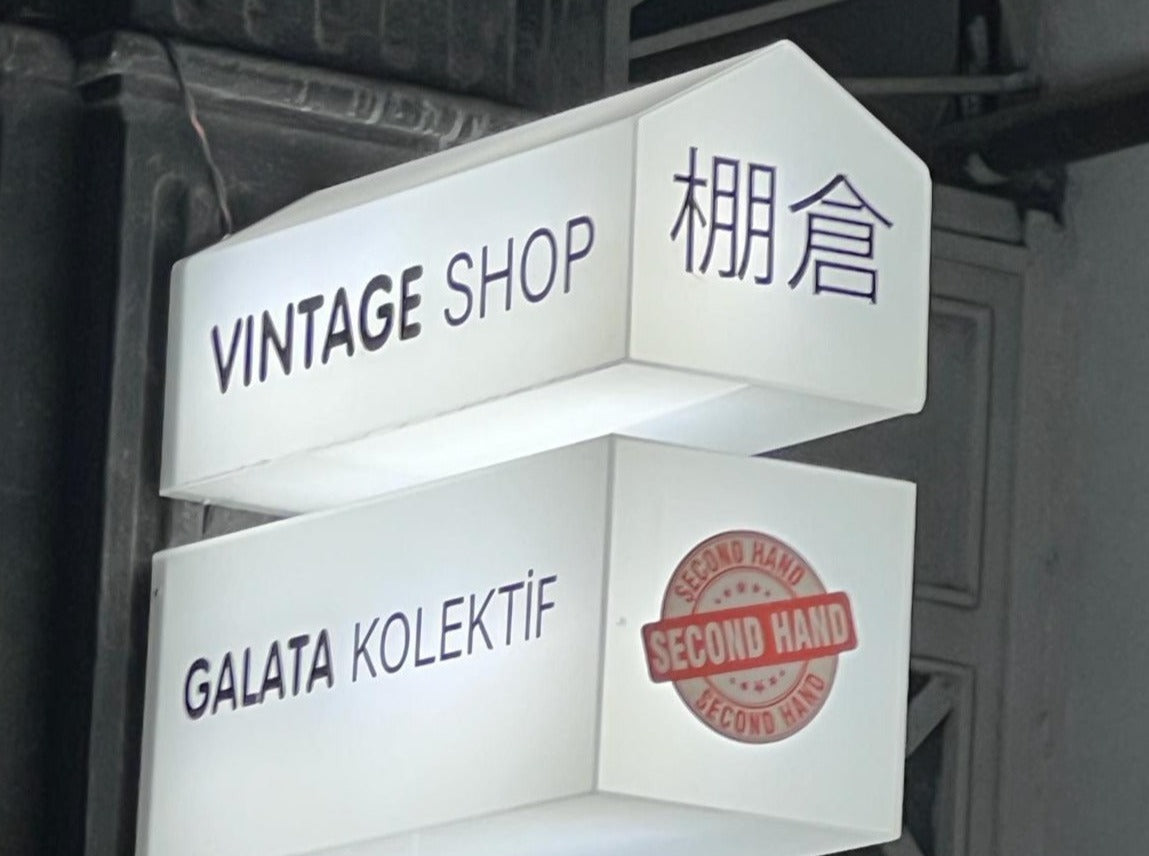 VINTAGE SHOP
棚倉
GALATA KOLEKTİF
SECOND HAND
SECOND HAND
SECOND HAND